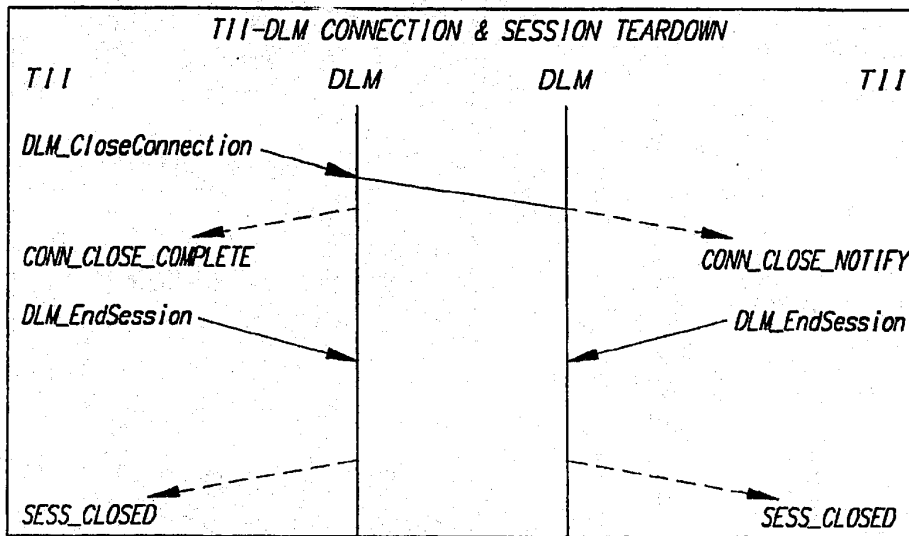 TII-DLM CONNECTION & SESSION TEARDOWN
TII DLM DLM TII
DLM_CloseConnection
CONN_CLOSE_COMPLETE CONN_CLOSE_NOTIFY
DLM_EndSession DLM_EndSession
SESS_CLOSED SESS_CLOSED